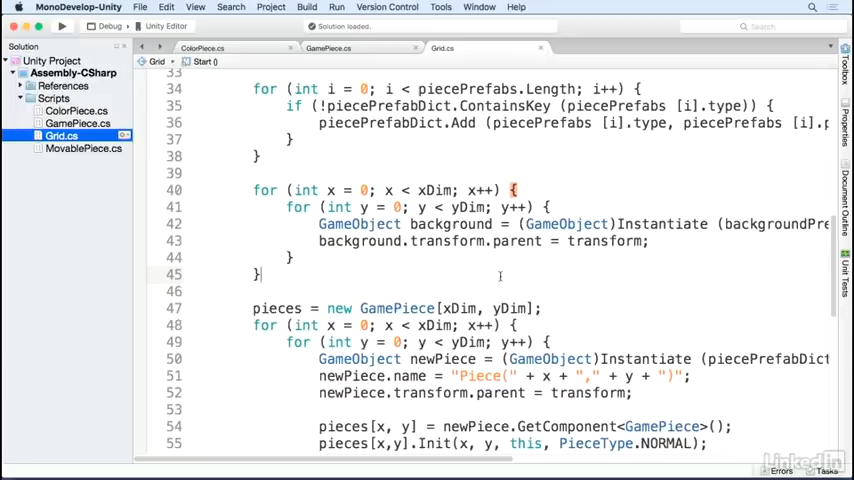 MonoDevelop-Unity File Edit View Search Project Build Run Version Control Tools Window Help
Debug Unity Editor Solution loaded. Search
Solution ColorPiece.cs GamePiece.cs Grid.cs
Unity Project
Assembly-CSharp
References
Scripts
ColorPiece.cs
GamePiece.cs
Grid.cs
MovablePiece.cs
Grid Start ()
33
34 for (int i = 0; i < piecePrefabs.Length; i++) {
35 if (!piecePrefabDict.ContainsKey (piecePrefabs [i].type)) {
36 piecePrefabDict.Add (piecePrefabs [i].type, piecePrefabs [i].p
37 }
38 }
39
40 for (int x = 0; x < xDim; x++) {
41 for (int y = 0; y < yDim; y++) {
42 GameObject background = (GameObject)Instantiate (backgroundPre
43 background.transform.parent = transform;
44 }
45 }
46
47 pieces = new GamePiece[xDim, yDim];
48 for (int x = 0; x < xDim; x++) {
49 for (int y = 0; y < yDim; y++) {
50 GameObject newPiece = (GameObject)Instantiate (piecePrefabDict
51 newPiece.name = "Piece(" + x + "," + y + ")";
52 newPiece.transform.parent = transform;
53
54 pieces[x, y] = newPiece.GetComponent<GamePiece>();
55 pieces[x,y].Init(x, y, this, PieceType.NORMAL);
Toolbox
Properties
Document Outline
Unit Tests
LinkedIn
Errors Tasks